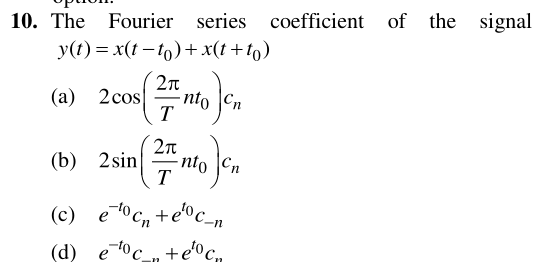 10. The Fourier series coefficient of the signal
y(t) = x(t − t₀) + x(t + t₀)
(a) 2cos(2π/T nt₀)cₙ
(b) 2sin(2π/T nt₀)cₙ
(c) e^{−t₀}cₙ + e^{t₀}c₋ₙ
(d) e^{−t₀}c₋ₙ + e^{t₀}cₙ